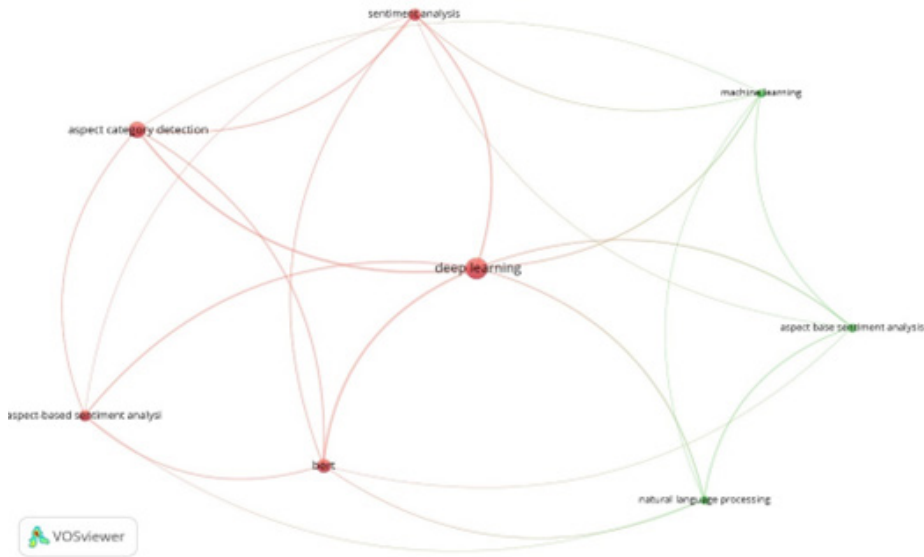 sentiment analysis
machine learning
aspect category detection
deep learning
aspect base sentiment analysis
aspect-based sentiment analysi
bert
natural language processing
VOSviewer